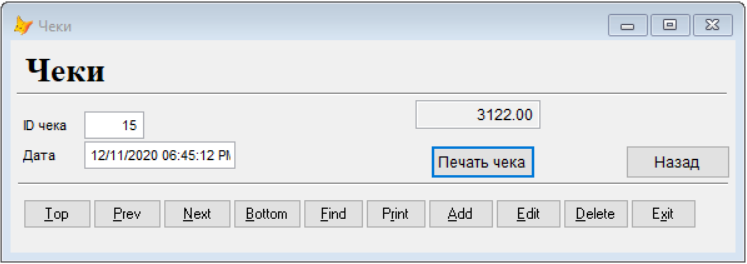 Чеки
Чеки
3122.00
ID чека 15
Дата 12/11/2020 06:45:12
Печать чека Назад
Top Prev Next Bottom Find Print Add Edit Delete Exit